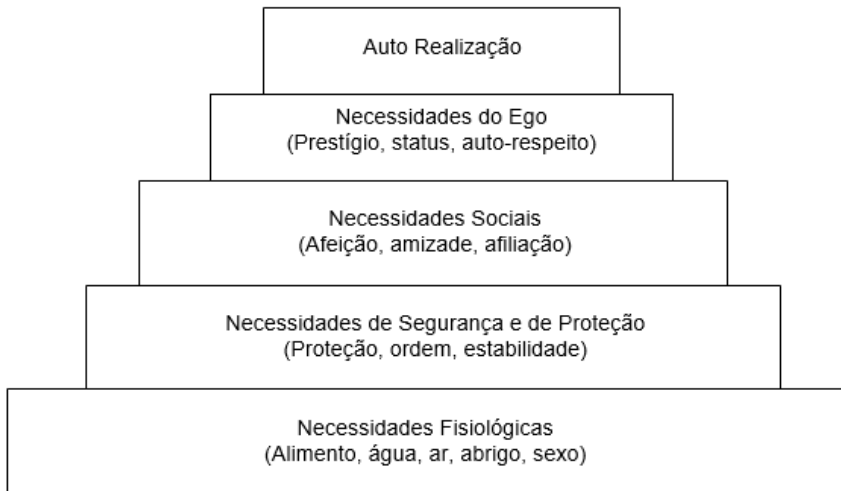 Auto Realização
Necessidades do Ego
(Prestígio, status, auto-respeito)
Necessidades Sociais
(Afeição, amizade, afiliação)
Necessidades de Segurança e de Proteção
(Proteção, ordem, estabilidade)
Necessidades Fisiológicas
(Alimento, água, ar, abrigo, sexo)